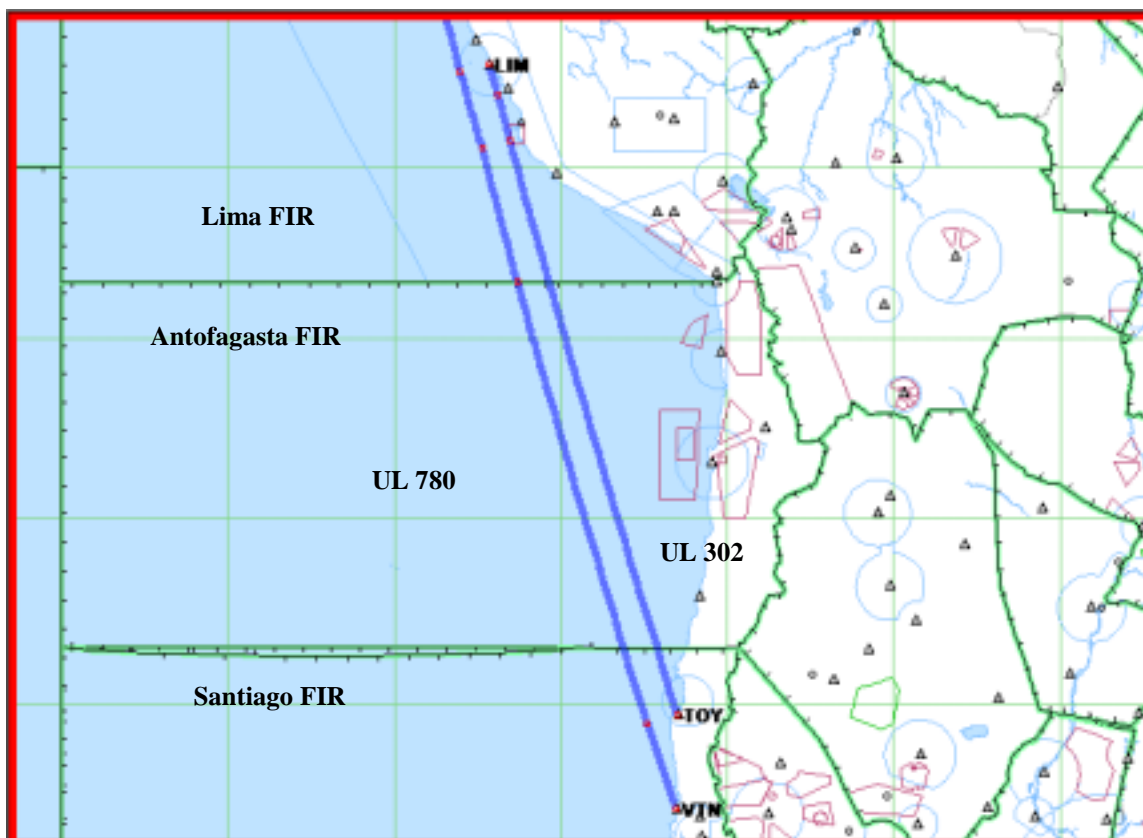 LIM
Lima FIR
Antofagasta FIR
UL 780
UL 302
Santiago FIR
TOY
VTN